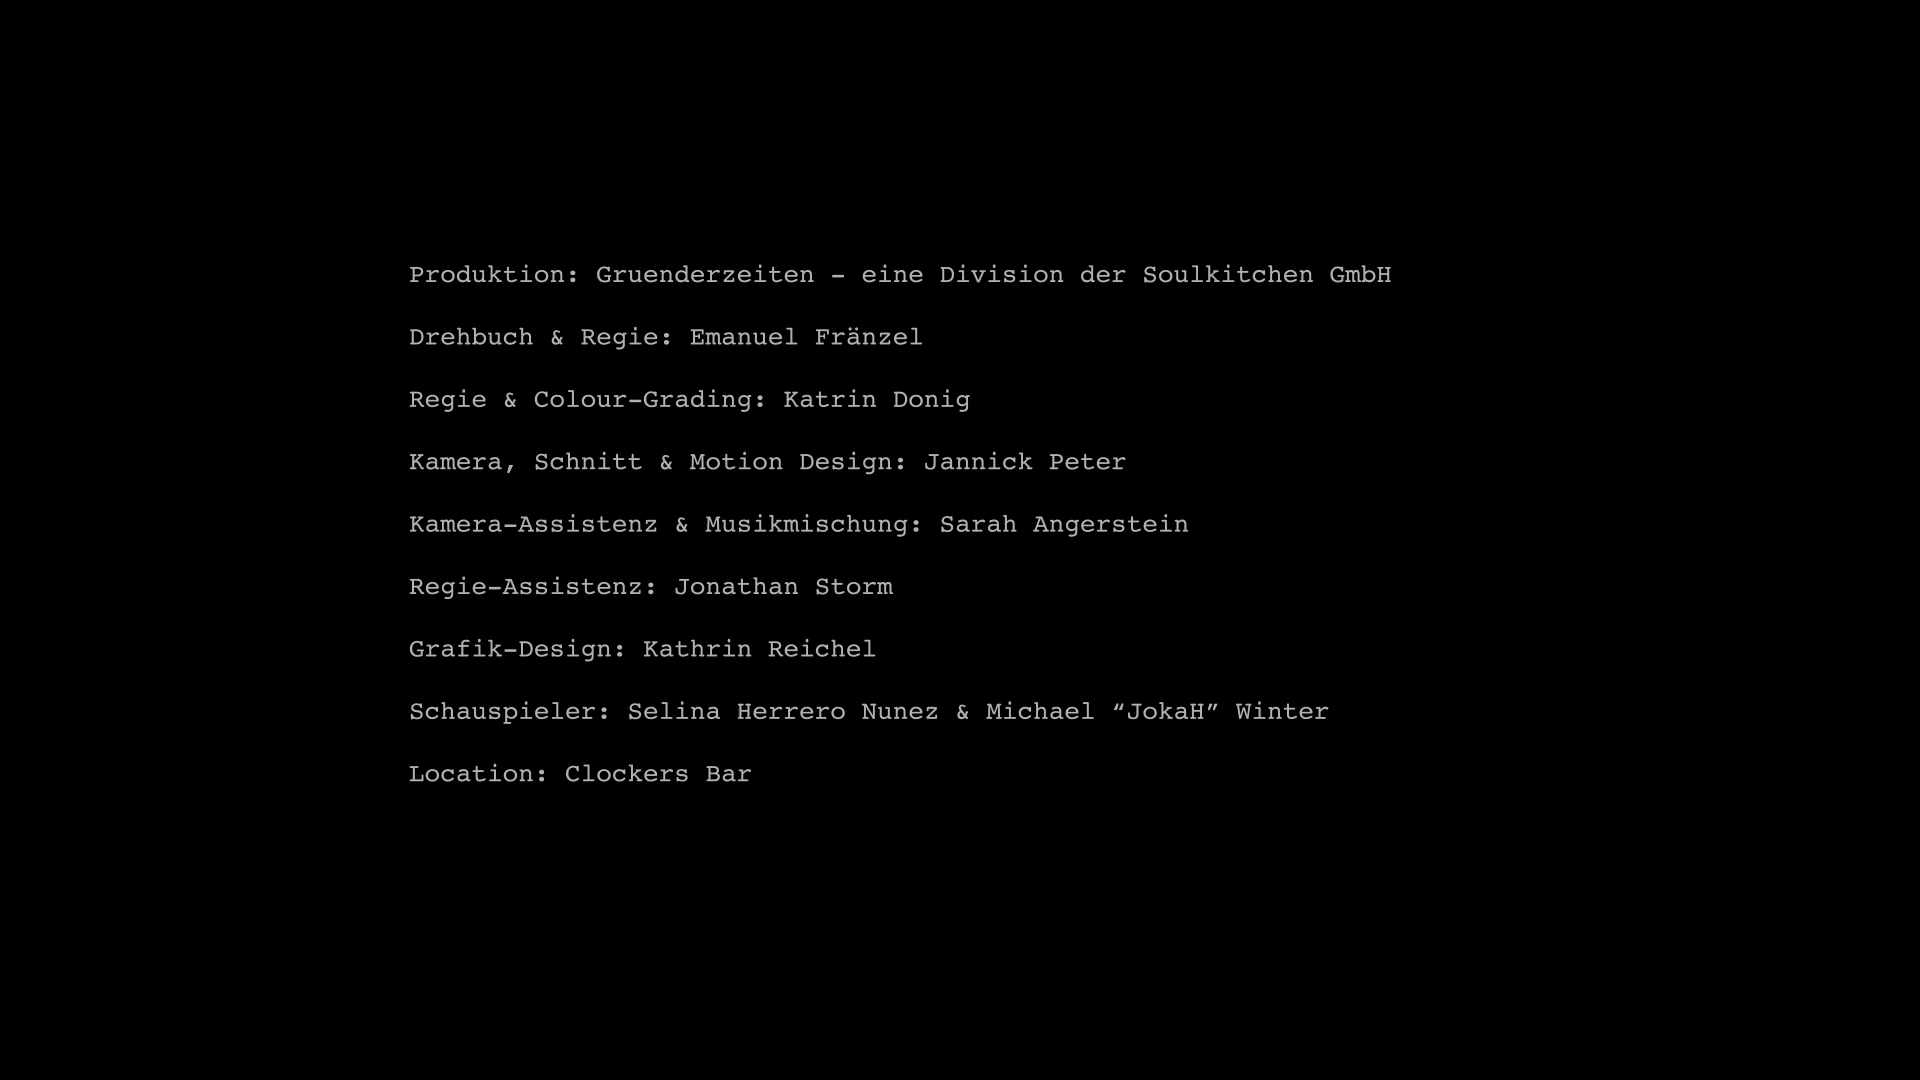 Produktion: Gruenderzeiten - eine Division der Soulkitchen GmbH
Drehbuch & Regie: Emanuel Fränzel
Regie & Colour-Grading: Katrin Donig
Kamera, Schnitt & Motion Design: Jannick Peter
Kamera-Assistenz & Musikmischung: Sarah Angerstein
Regie-Assistenz: Jonathan Storm
Grafik-Design: Kathrin Reichel
Schauspieler: Selina Herrero Nunez & Michael “JokaH” Winter
Location: Clockers Bar